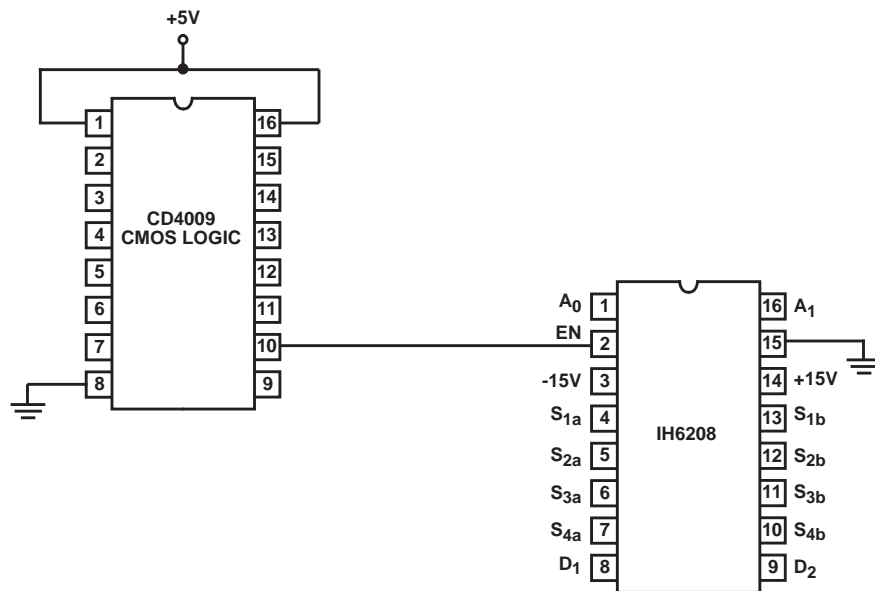 +5V
1
16
2
15
3
14
CD4009
CMOS LOGIC
4
13
5
12
6
11
7
10
8
9
A0
1
16
A1
EN
2
15
-15V
3
14
+15V
S1a
4
13
S1b
IH6208
S2a
5
12
S2b
S3a
6
11
S3b
S4a
7
10
S4b
D1
8
9
D2